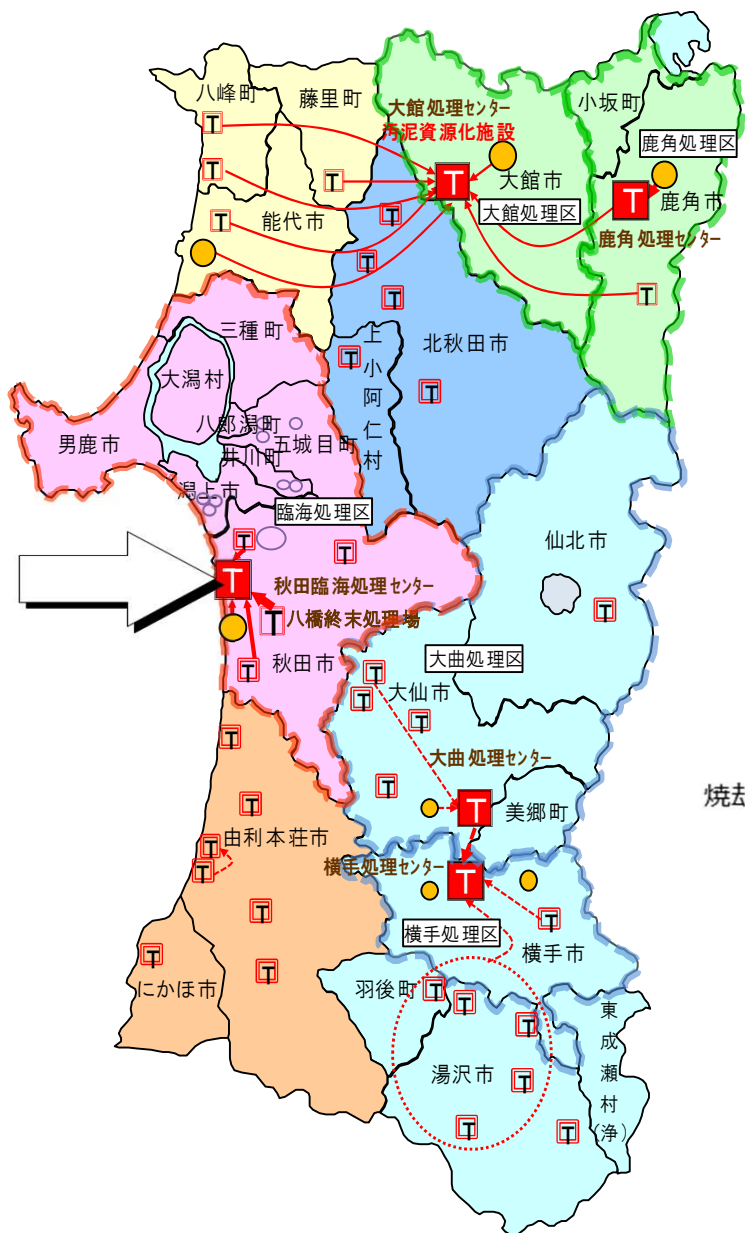 八峰町
藤里町
大館処理センター
汚泥資源化施設
小坂町
鹿角処理区
T
T
T
T
大館市
T
T
鹿角市
大館処理区
鹿角処理センター
能代市
T
T
T
T
T
三種町
北秋田市
上小阿仁村
T
T
大潟村
八郎潟町
五城目町
男鹿市
井川町
潟上市
臨海処理区
T
T
仙北市
T
秋田臨海処理センター
T
T
八橋終末処理場
秋田市
T
大曲処理区
T
大仙市
T
T
T
大曲処理センター
T
T
T
美郷町
焼却
由利本荘市
T
T
横手処理センター
T
T
T
横手処理区
横手市
T
T
にかほ市
羽後町
T
T
T
東成瀬村(浄)
湯沢市
T
T
T